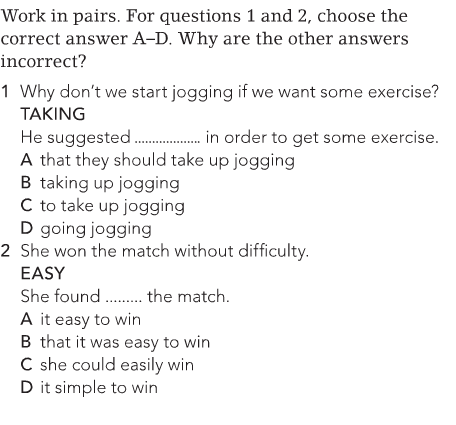 Work in pairs. For questions 1 and 2, choose the
correct answer A–D. Why are the other answers
incorrect?
1 Why don't we start jogging if we want some exercise?
TAKING
He suggested ................... in order to get some exercise.
A that they should take up jogging
B taking up jogging
C to take up jogging
D going jogging
2 She won the match without difficulty.
EASY
She found ......... the match.
A it easy to win
B that it was easy to win
C she could easily win
D it simple to win